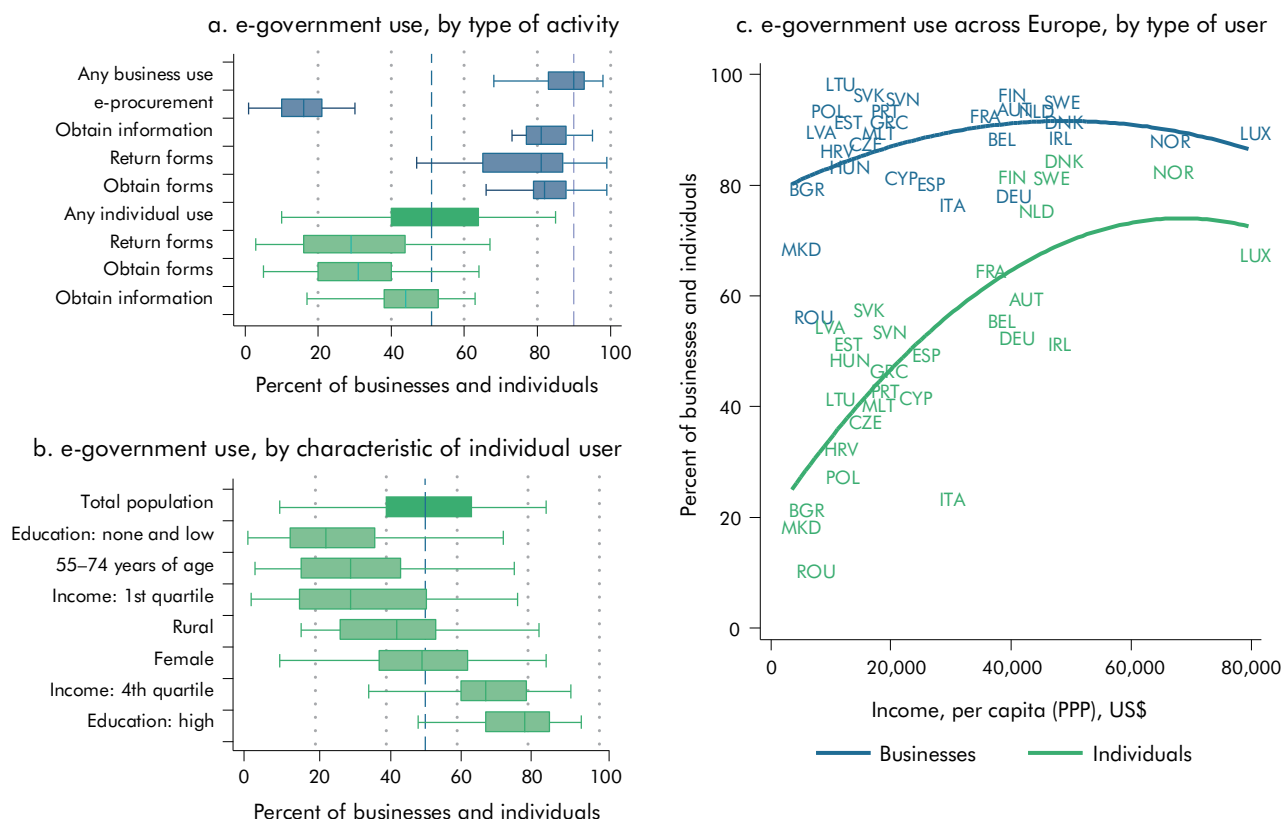 a. e-government use, by type of activity
Any business use
e-procurement
Obtain information
Return forms
Obtain forms
Any individual use
Return forms
Obtain forms
Obtain information
0 20 40 60 80 100
Percent of businesses and individuals
b. e-government use, by characteristic of individual user
Total population
Education: none and low
55–74 years of age
Income: 1st quartile
Rural
Female
Income: 4th quartile
Education: high
0 20 40 60 80 100
Percent of businesses and individuals
c. e-government use across Europe, by type of user
Percent of businesses and individuals
100
80
60
40
20
0
LTU
SVK
SVN
FIN
SWE
POL
PRT
FRA
AUT
NLD
EST
GRC
DNK
LVA
MLT
LUX
CZE
BEL
IRL
NOR
HRV
HUN
BGR
CYP
ESP
DEU
ITA
MKD
ROU
DNK
FIN
SWE
NOR
NLD
LUX
FRA
AUT
SVK
LVA
SVN
BEL
DEU
IRL
EST
HUN
ESP
GRC
PRT
LTU
MLT
CYP
CZE
HRV
POL
ITA
BGR
MKD
ROU
0 20,000 40,000 60,000 80,000
Income, per capita (PPP), US$
Businesses Individuals